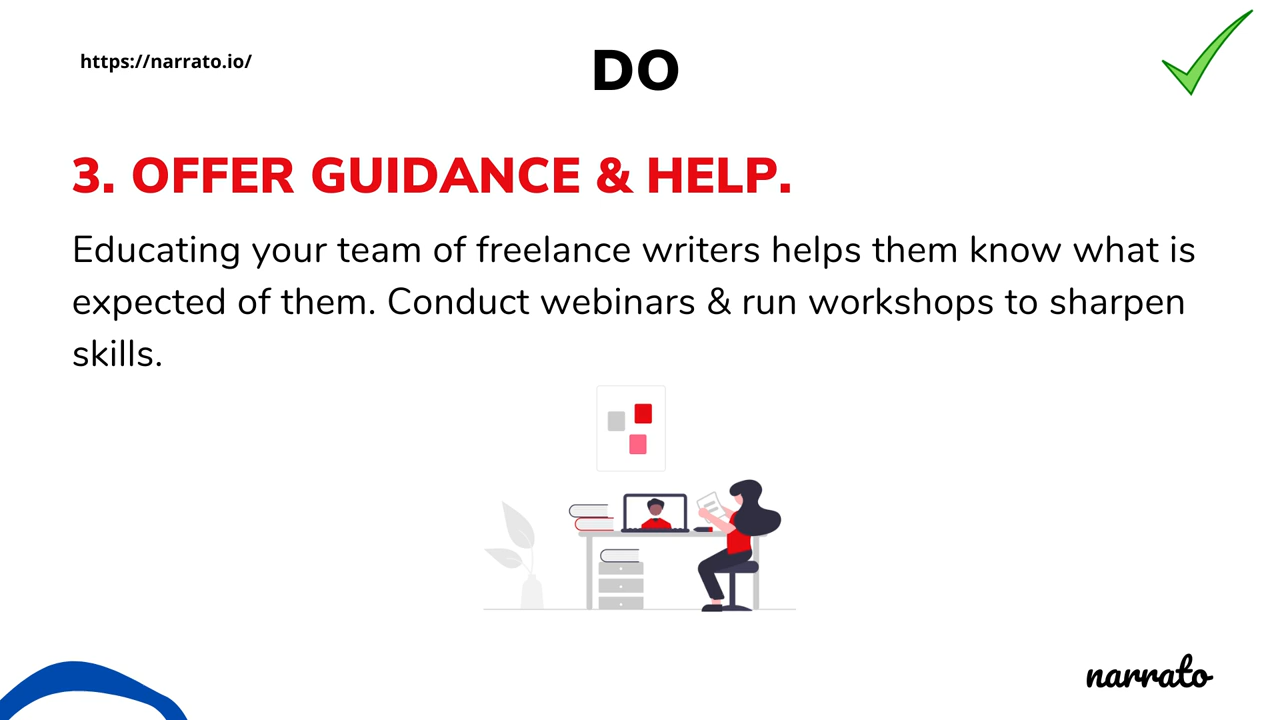 https://narrato.io/
DO
3. OFFER GUIDANCE & HELP.
Educating your team of freelance writers helps them know what is
expected of them. Conduct webinars & run workshops to sharpen
skills.
narrato